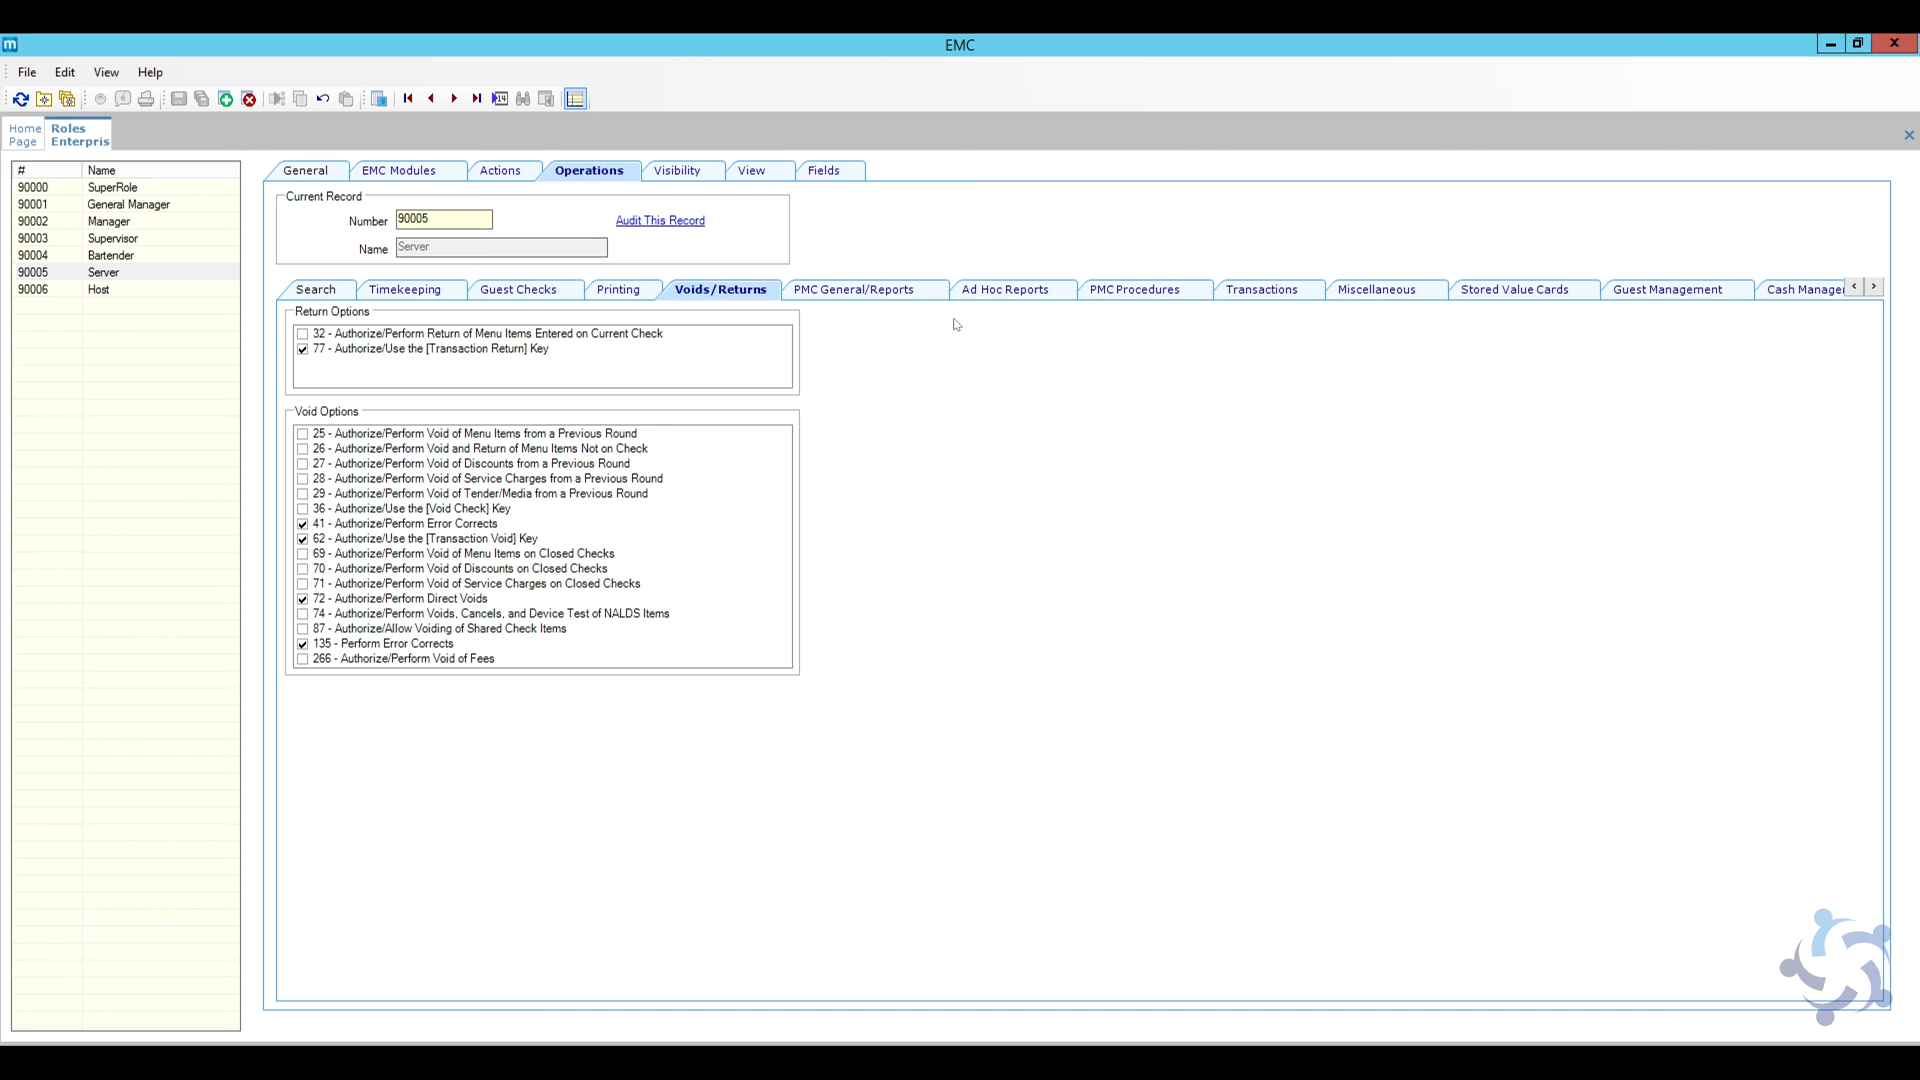 m
EMC
File Edit View Help
Home Page
Roles Enterpris
# Name
90000 SuperRole
90001 General Manager
90002 Manager
90003 Supervisor
90004 Bartender
90005 Server
90006 Host
General EMC Modules Actions Operations Visibility View Fields
Current Record
Number 90005 Audit This Record
Name Server
Search Timekeeping Guest Checks Printing Voids/Returns PMC General/Reports Ad Hoc Reports PMC Procedures Transactions Miscellaneous Stored Value Cards Guest Management Cash Manager
Return Options
32 - Authorize/Perform Return of Menu Items Entered on Current Check
77 - Authorize/Use the [Transaction Return] Key
Void Options
25 - Authorize/Perform Void of Menu Items from a Previous Round
26 - Authorize/Perform Void and Return of Menu Items Not on Check
27 - Authorize/Perform Void of Discounts from a Previous Round
28 - Authorize/Perform Void of Service Charges from a Previous Round
29 - Authorize/Perform Void of Tender/Media from a Previous Round
36 - Authorize/Use the [Void Check] Key
41 - Authorize/Perform Error Corrects
62 - Authorize/Use the [Transaction Void] Key
69 - Authorize/Perform Void of Menu Items on Closed Checks
70 - Authorize/Perform Void of Discounts on Closed Checks
71 - Authorize/Perform Void of Service Charges on Closed Checks
72 - Authorize/Perform Direct Voids
74 - Authorize/Perform Voids, Cancels, and Device Test of NALDS Items
87 - Authorize/Allow Voiding of Shared Check Items
135 - Perform Error Corrects
266 - Authorize/Perform Void of Fees